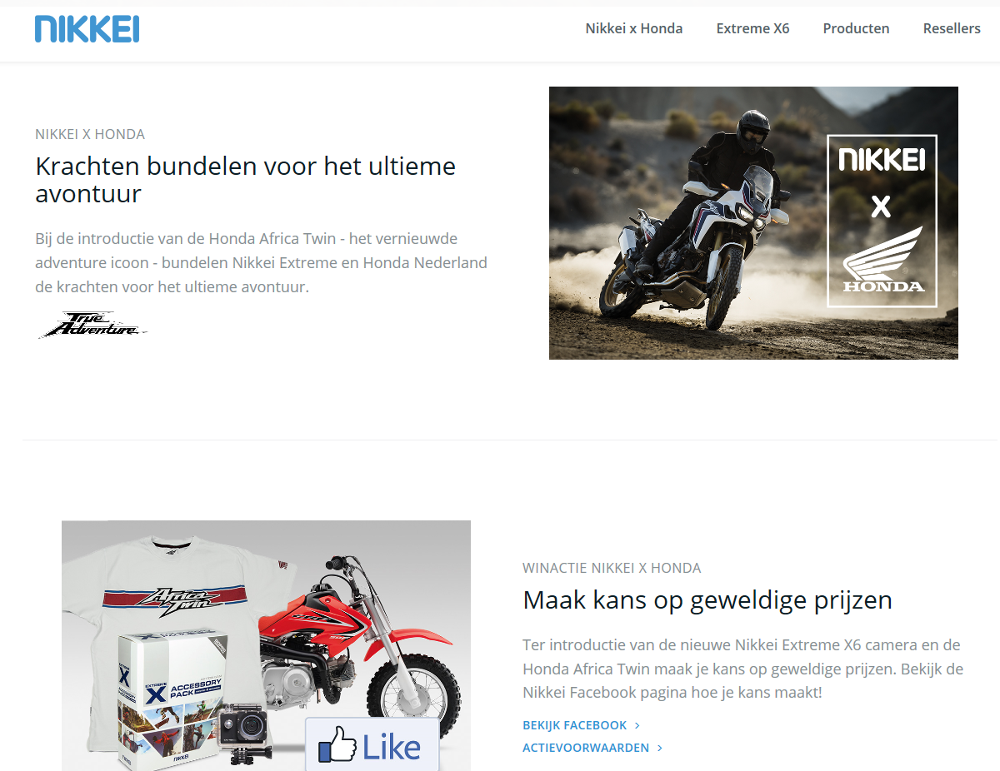 NIKKEI
Nikkei x Honda
Extreme X6
Producten
Resellers
NIKKEI X HONDA
Krachten bundelen voor het ultieme
avontuur
Bij de introductie van de Honda Africa Twin - het vernieuwde
adventure icoon - bundelen Nikkei Extreme en Honda Nederland
de krachten voor het ultieme avontuur.
True
Adventure
NIKKEI
X
HONDA
Africa
Twin
CRF
EXTREME
X
EXTREME
X
ACCESSORY
PACK
NIKKEI
Like
WINACTIE NIKKEI X HONDA
Maak kans op geweldige prijzen
Ter introductie van de nieuwe Nikkei Extreme X6 camera en de
Honda Africa Twin maak je kans op geweldige prijzen. Bekijk de
Nikkei Facebook pagina hoe je kans maakt!
BEKIJK FACEBOOK
ACTIEVOORWAARDEN